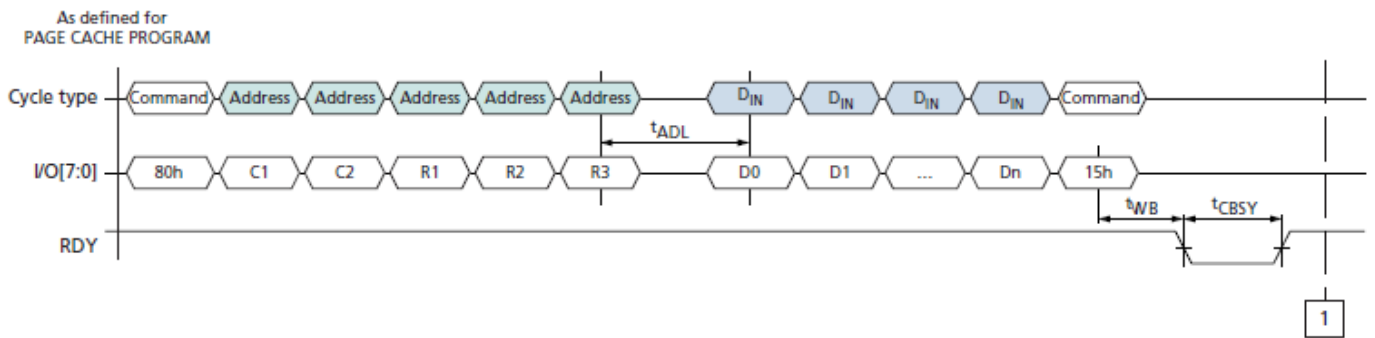 As defined for
PAGE CACHE PROGRAM
Cycle type Command Address Address Address Address Address DIN DIN DIN DIN Command
tADL
I/O[7:0] 80h C1 C2 R1 R2 R3 D0 D1 ... Dn 15h
tWB tCBSY
RDY
1